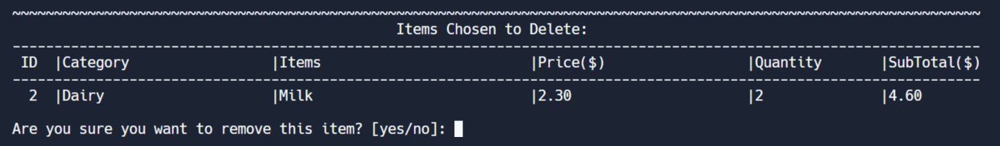 ~~~~~~~~~~~~~~~~~~~~~~~~~~~~~~~~~~~~~~~~~~~~~~~~~~~~~~~~~~~~~~~~~~~~~~~~~~~~~~~~~~~~~~~~~~~~~~~~~~~~~~~~~~~~~~~~~~~~
Items Chosen to Delete:
--------------------------------------------------------------------------------------------------------------------
ID |Category |Items |Price($) |Quantity |SubTotal($)
--------------------------------------------------------------------------------------------------------------------
2 |Dairy |Milk |2.30 |2 |4.60
Are you sure you want to remove this item? [yes/no]: